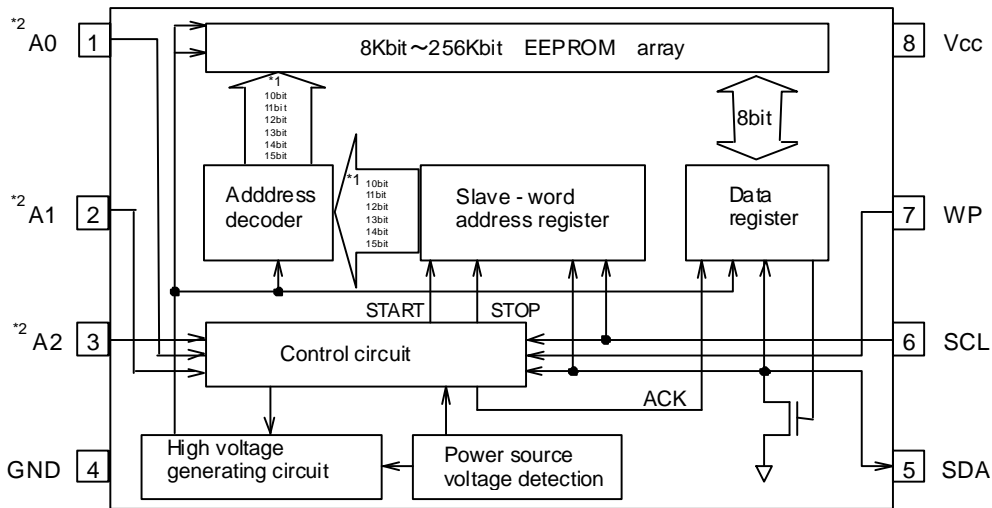 *2 A0 1
8Kbit～256Kbit EEPROM array
8 Vcc
*1
10bit
11bit
12bit
13bit
14bit
15bit
8bit
*2 A1 2
Adddress
decoder
*1
10bit
11bit
12bit
13bit
14bit
15bit
Slave - word
address register
Data
register
7 WP
START STOP
*2 A2 3
Control circuit
6 SCL
ACK
GND 4
High voltage
generating circuit
Power source
voltage detection
5 SDA